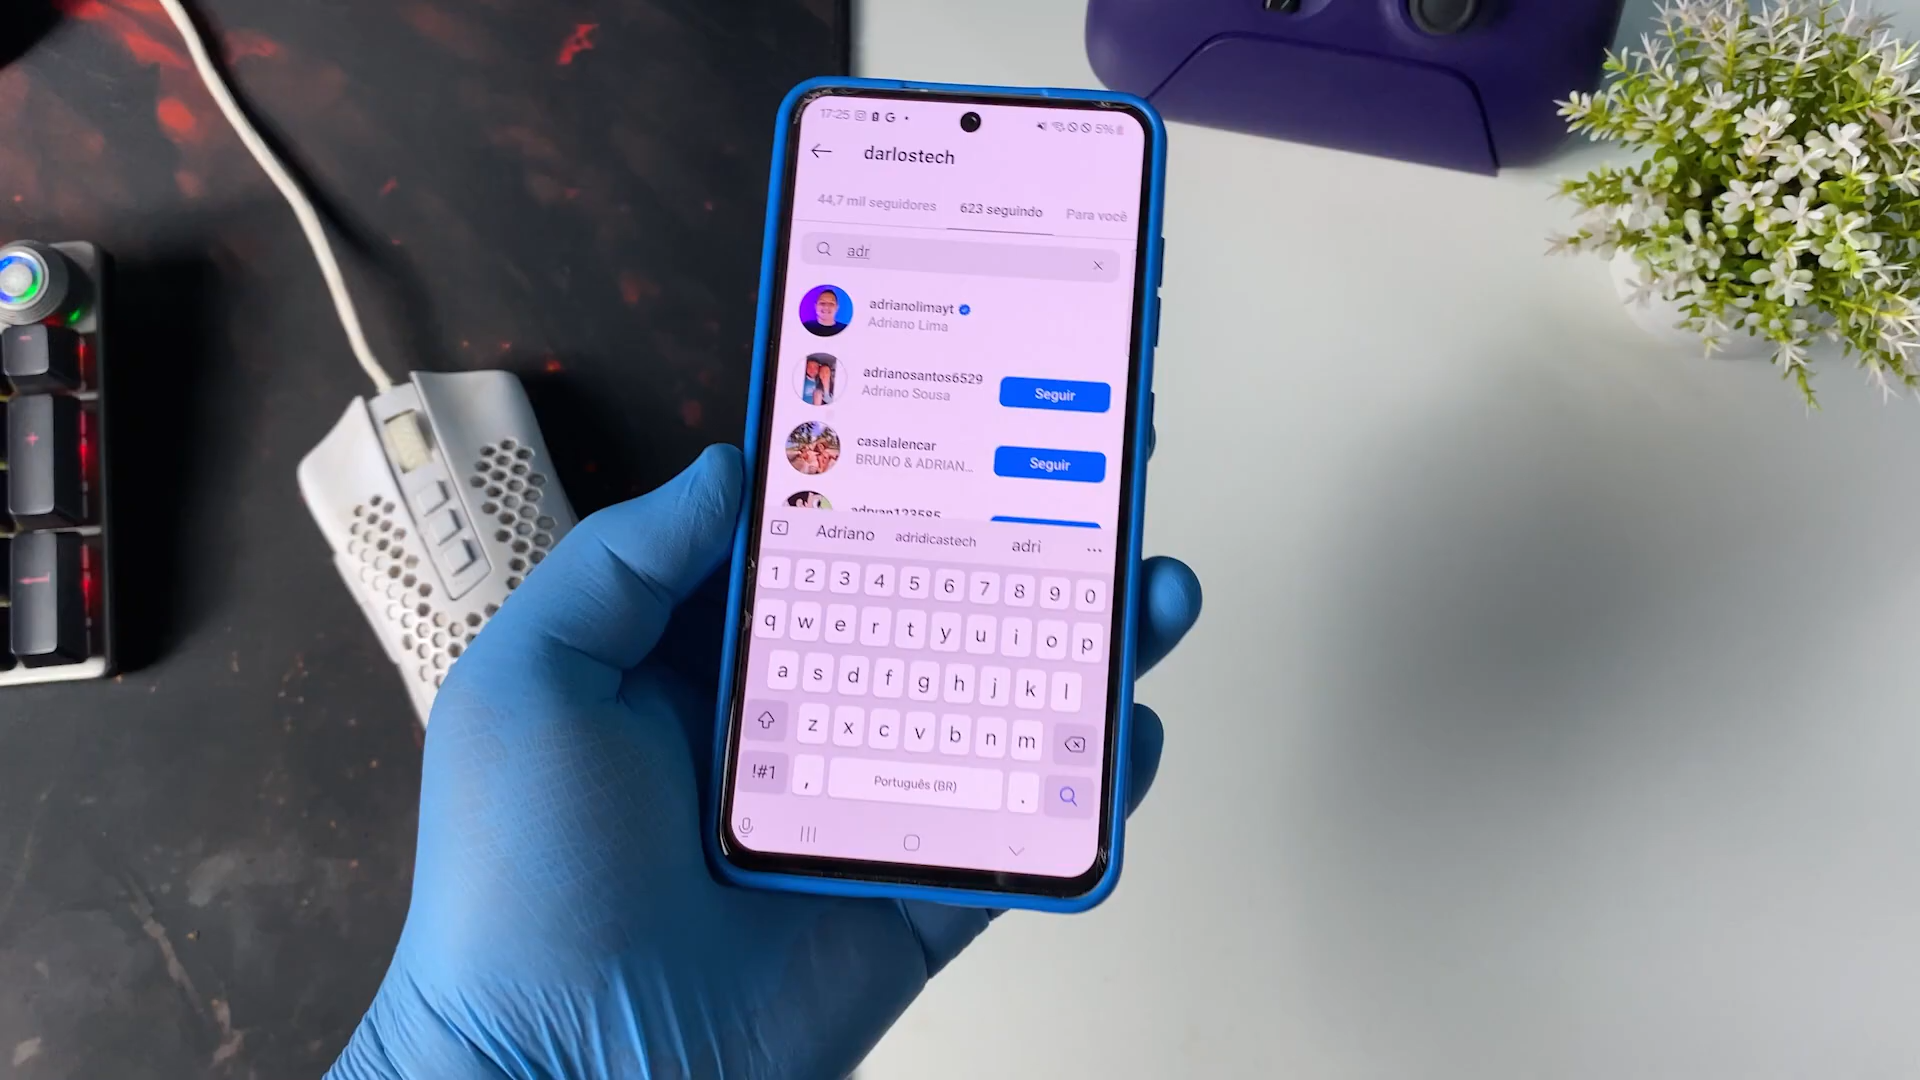 17:25 G 5%
darlostech
44,7 mil seguidores 623 seguindo Para você
adr
adrianolimayt
Adriano Lima
adrianosantos6529
Adriano Sousa
Seguir
casalalencar
BRUNO & ADRIAN...
Seguir
adryan123585
Adriano adridicastech adri ...
1 2 3 4 5 6 7 8 9 0
q w e r t y u i o p
a s d f g h j k l
z x c v b n m
!#1 , Português (BR) .